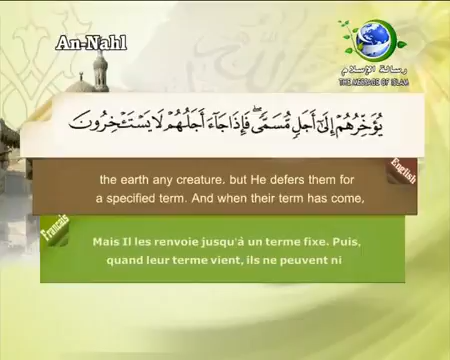 An-Nahl
رسالة الإسلام
THE MESSAGE OF ISLAM
يُؤَخِّرُهُمْ إِلَىٰٓ أَجَلٍ مُّسَمًّى ۖ فَإِذَا جَآءَ أَجَلُهُمْ لَا يَسْتَـْٔخِرُونَ
English
the earth any creature. but He defers them for
a specified term. And when their term has come,
Francais
Mais Il les renvoie jusqu'à un terme fixe. Puis,
quand leur terme vient, ils ne peuvent ni